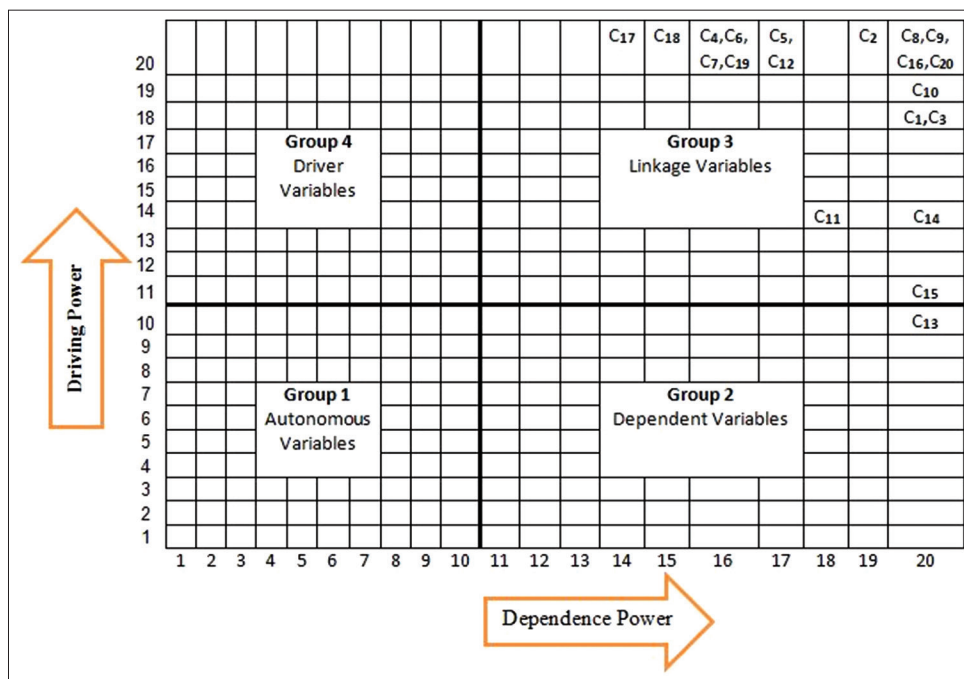 C17 C18 C4,C6, C5, C2 C8,C9,
20 C7,C19 C12 C16,C20
19 C10
18 C1,C3
17 Group 4 Group 3
16 Driver Linkage Variables
15 Variables
14 C11 C14
13
12
11 C15
10 C13
9
8
7 Group 1 Group 2
6 Autonomous Dependent Variables
5 Variables
4
3
2
1
1 2 3 4 5 6 7 8 9 10 11 12 13 14 15 16 17 18 19 20
Driving Power
Dependence Power